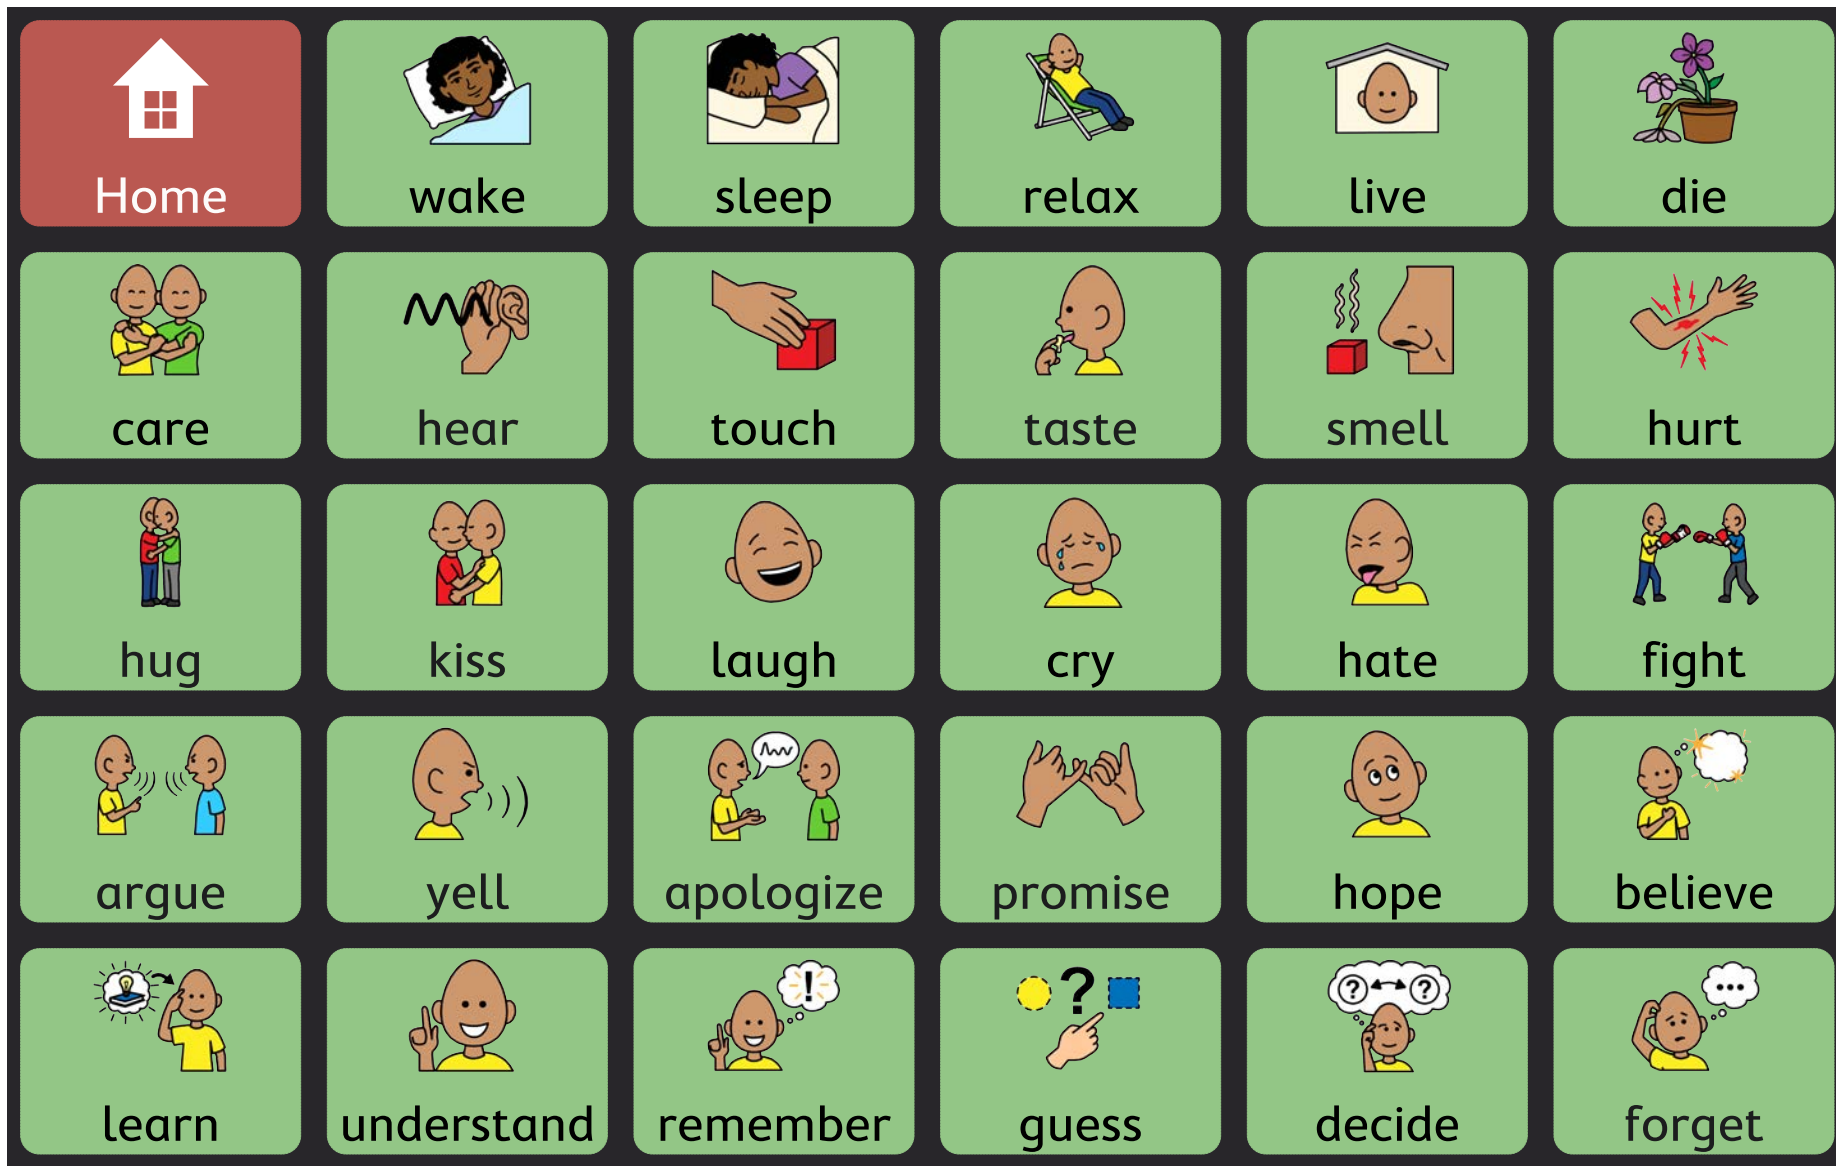 Home
wake
sleep
relax
live
die
care
hear
touch
taste
smell
hurt
hug
kiss
laugh
cry
hate
fight
argue
yell
apologize
promise
hope
believe
learn
understand
!
remember
?
guess
? ?
decide
...
forget